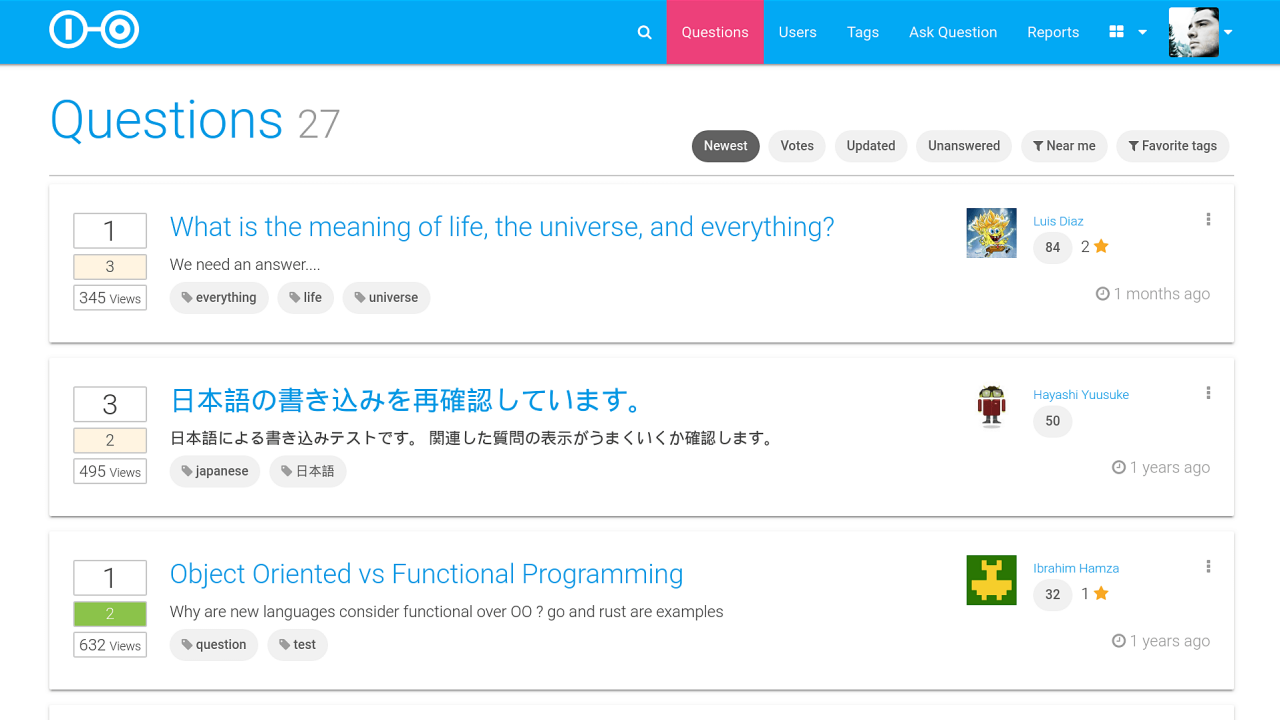 Questions Users Tags Ask Question Reports
Questions 27
Newest Votes Updated Unanswered Near me Favorite tags
1
3
345 Views
What is the meaning of life, the universe, and everything?
We need an answer....
everything life universe
Luis Diaz
84 2
1 months ago
3
2
495 Views
日本語の書き込みを再確認しています。
日本語による書き込みテストです。 関連した質問の表示がうまくいくか確認します。
japanese 日本語
Hayashi Yuusuke
50
1 years ago
1
2
632 Views
Object Oriented vs Functional Programming
Why are new languages consider functional over OO ? go and rust are examples
question test
Ibrahim Hamza
32 1
1 years ago